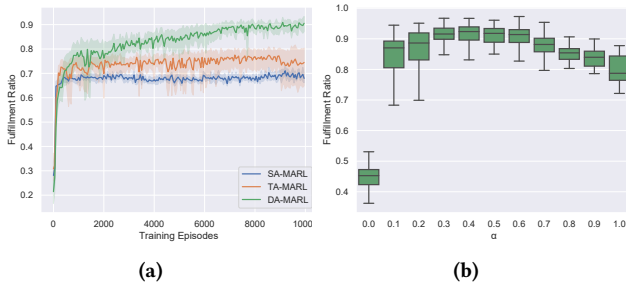 0.9
0.8
0.7
0.6
0.5
0.4
0.3
0.2
Fulfillment Ratio
SA-MARL
TA-MARL
DA-MARL
0 2000 4000 6000 8000 10000
Training Episodes
(a)
1.0
0.9
0.8
0.7
0.6
0.5
0.4
Fulfillment Ratio
0.0 0.1 0.2 0.3 0.4 0.5 0.6 0.7 0.8 0.9 1.0
α
(b)